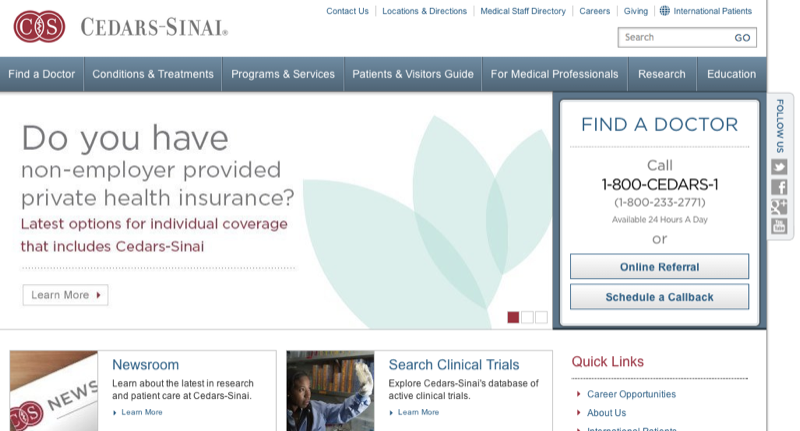 Contact Us
Locations & Directions
Medical Staff Directory
Careers
Giving
International Patients
CS
CEDARS-SINAI®
Search
GO
Find a Doctor
Conditions & Treatments
Programs & Services
Patients & Visitors Guide
For Medical Professionals
Research
Education
Do you have
non-employer provided
private health insurance?
Latest options for individual coverage
that includes Cedars-Sinai
Learn More
FIND A DOCTOR
Call
1-800-CEDARS-1
(1-800-233-2771)
Available 24 Hours A Day
or
Online Referral
Schedule a Callback
FOLLOW US
NEWS
CS
Newsroom
Learn about the latest in research
and patient care at Cedars-Sinai.
Learn More
Search Clinical Trials
Explore Cedars-Sinai's database of
active clinical trials.
Learn More
Quick Links
Career Opportunities
About Us
International Patients